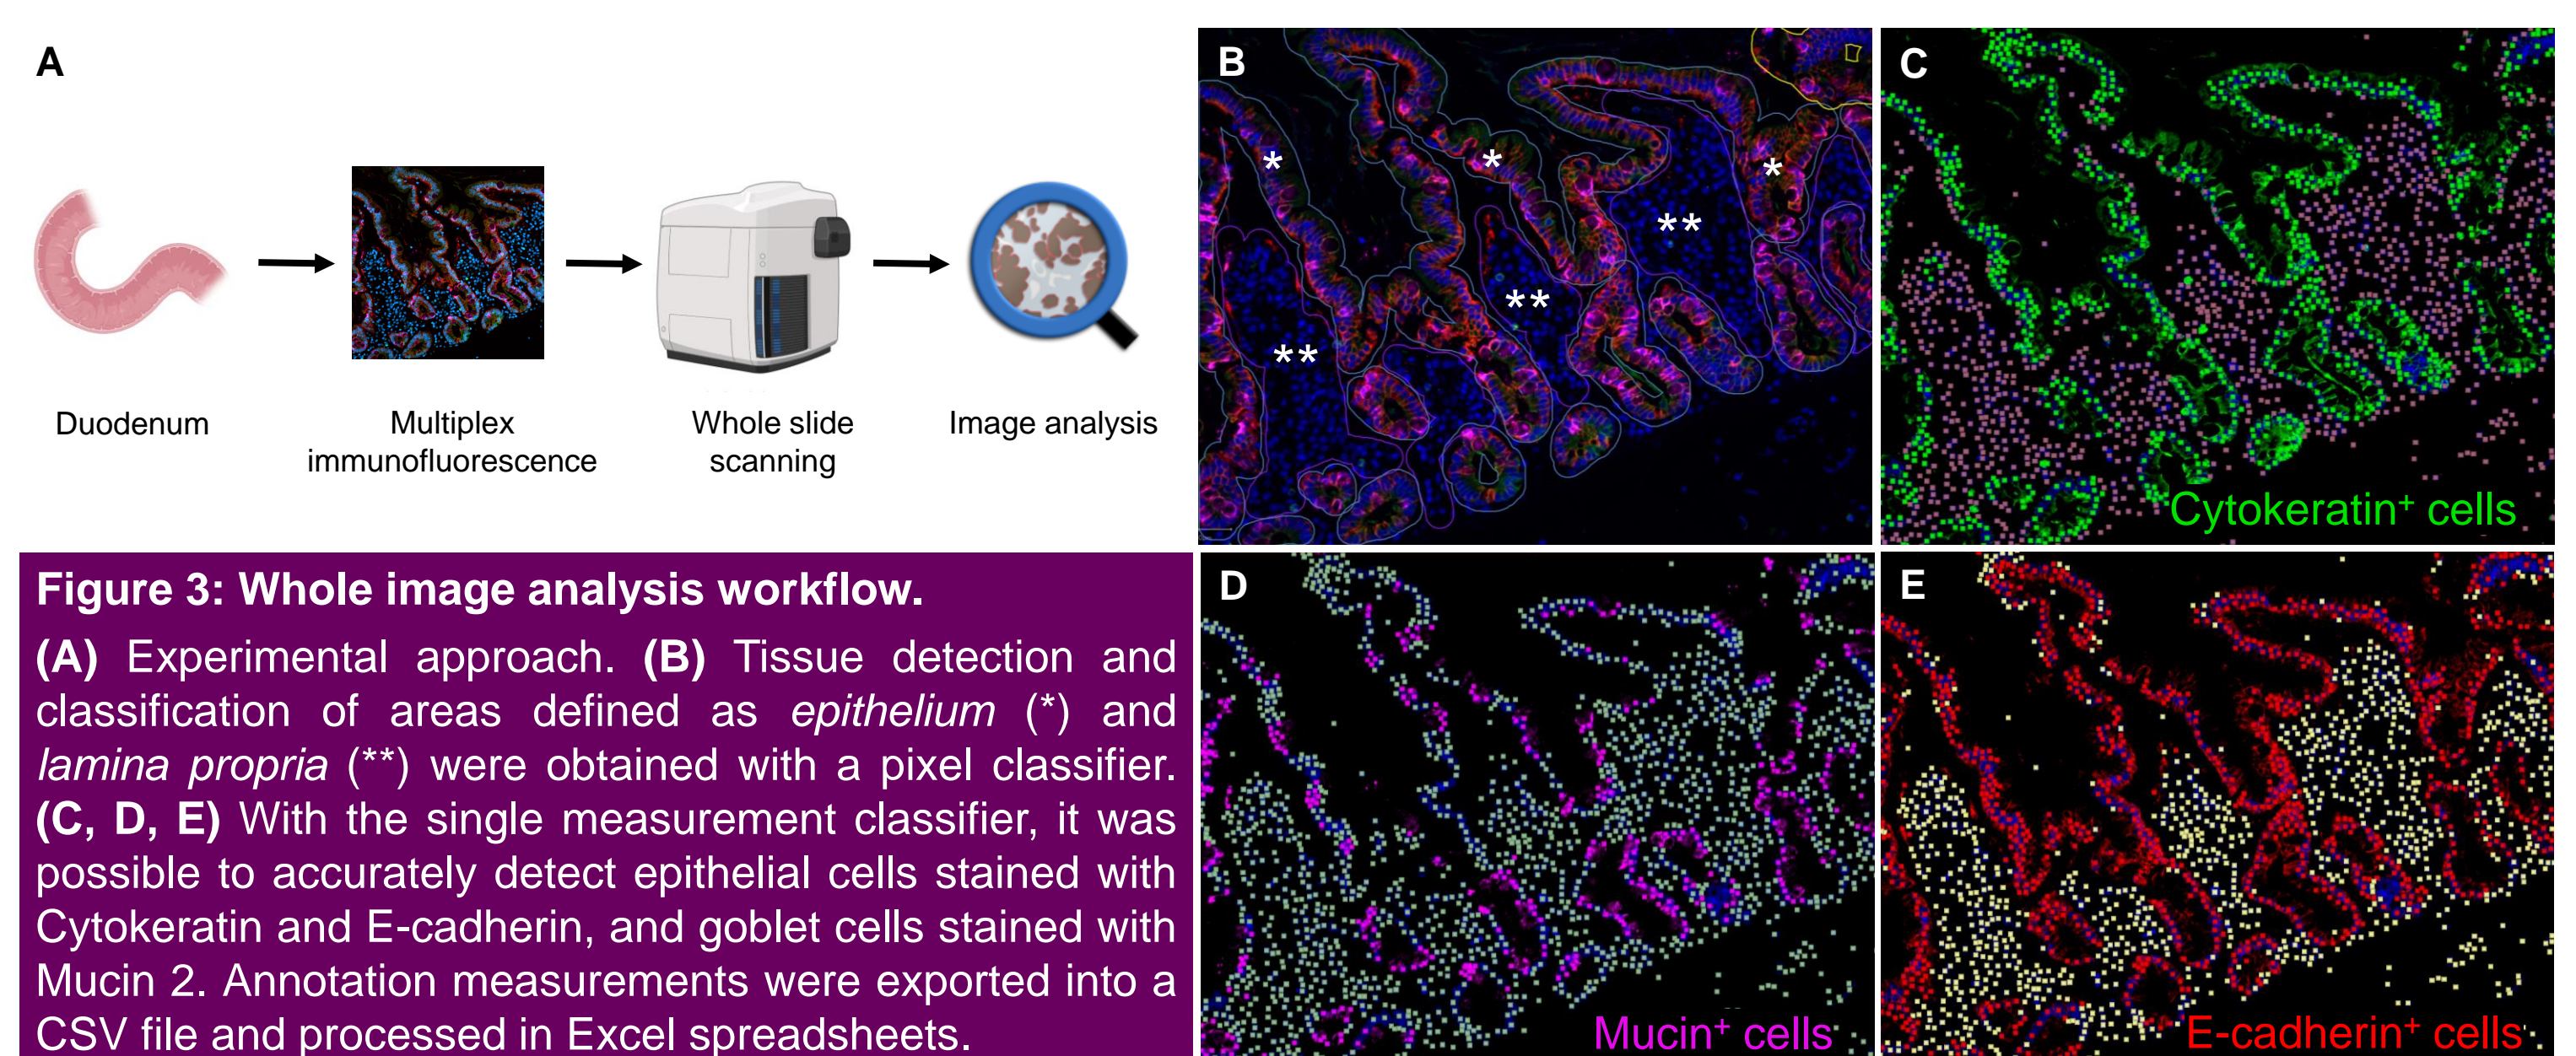 A
Duodenum
Multiplex
immunofluorescence
Whole slide
scanning
Image analysis
B
*
*
*
**
**
**
C
Cytokeratin⁺ cells
Figure 3: Whole image analysis workflow.
(A) Experimental approach. (B) Tissue detection and
classification of areas defined as epithelium (*) and
lamina propria (**) were obtained with a pixel classifier.
(C, D, E) With the single measurement classifier, it was
possible to accurately detect epithelial cells stained with
Cytokeratin and E-cadherin, and goblet cells stained with
Mucin 2. Annotation measurements were exported into a
CSV file and processed in Excel spreadsheets.
D
Mucin⁺ cells
E
E-cadherin⁺ cells